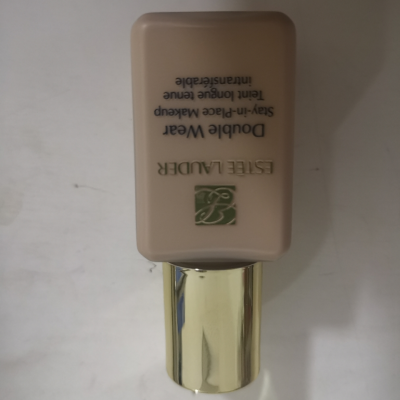 ESTĒE LAUDER
Double Wear
Stay-in-Place Makeup
Teint longue tenue
intransférable